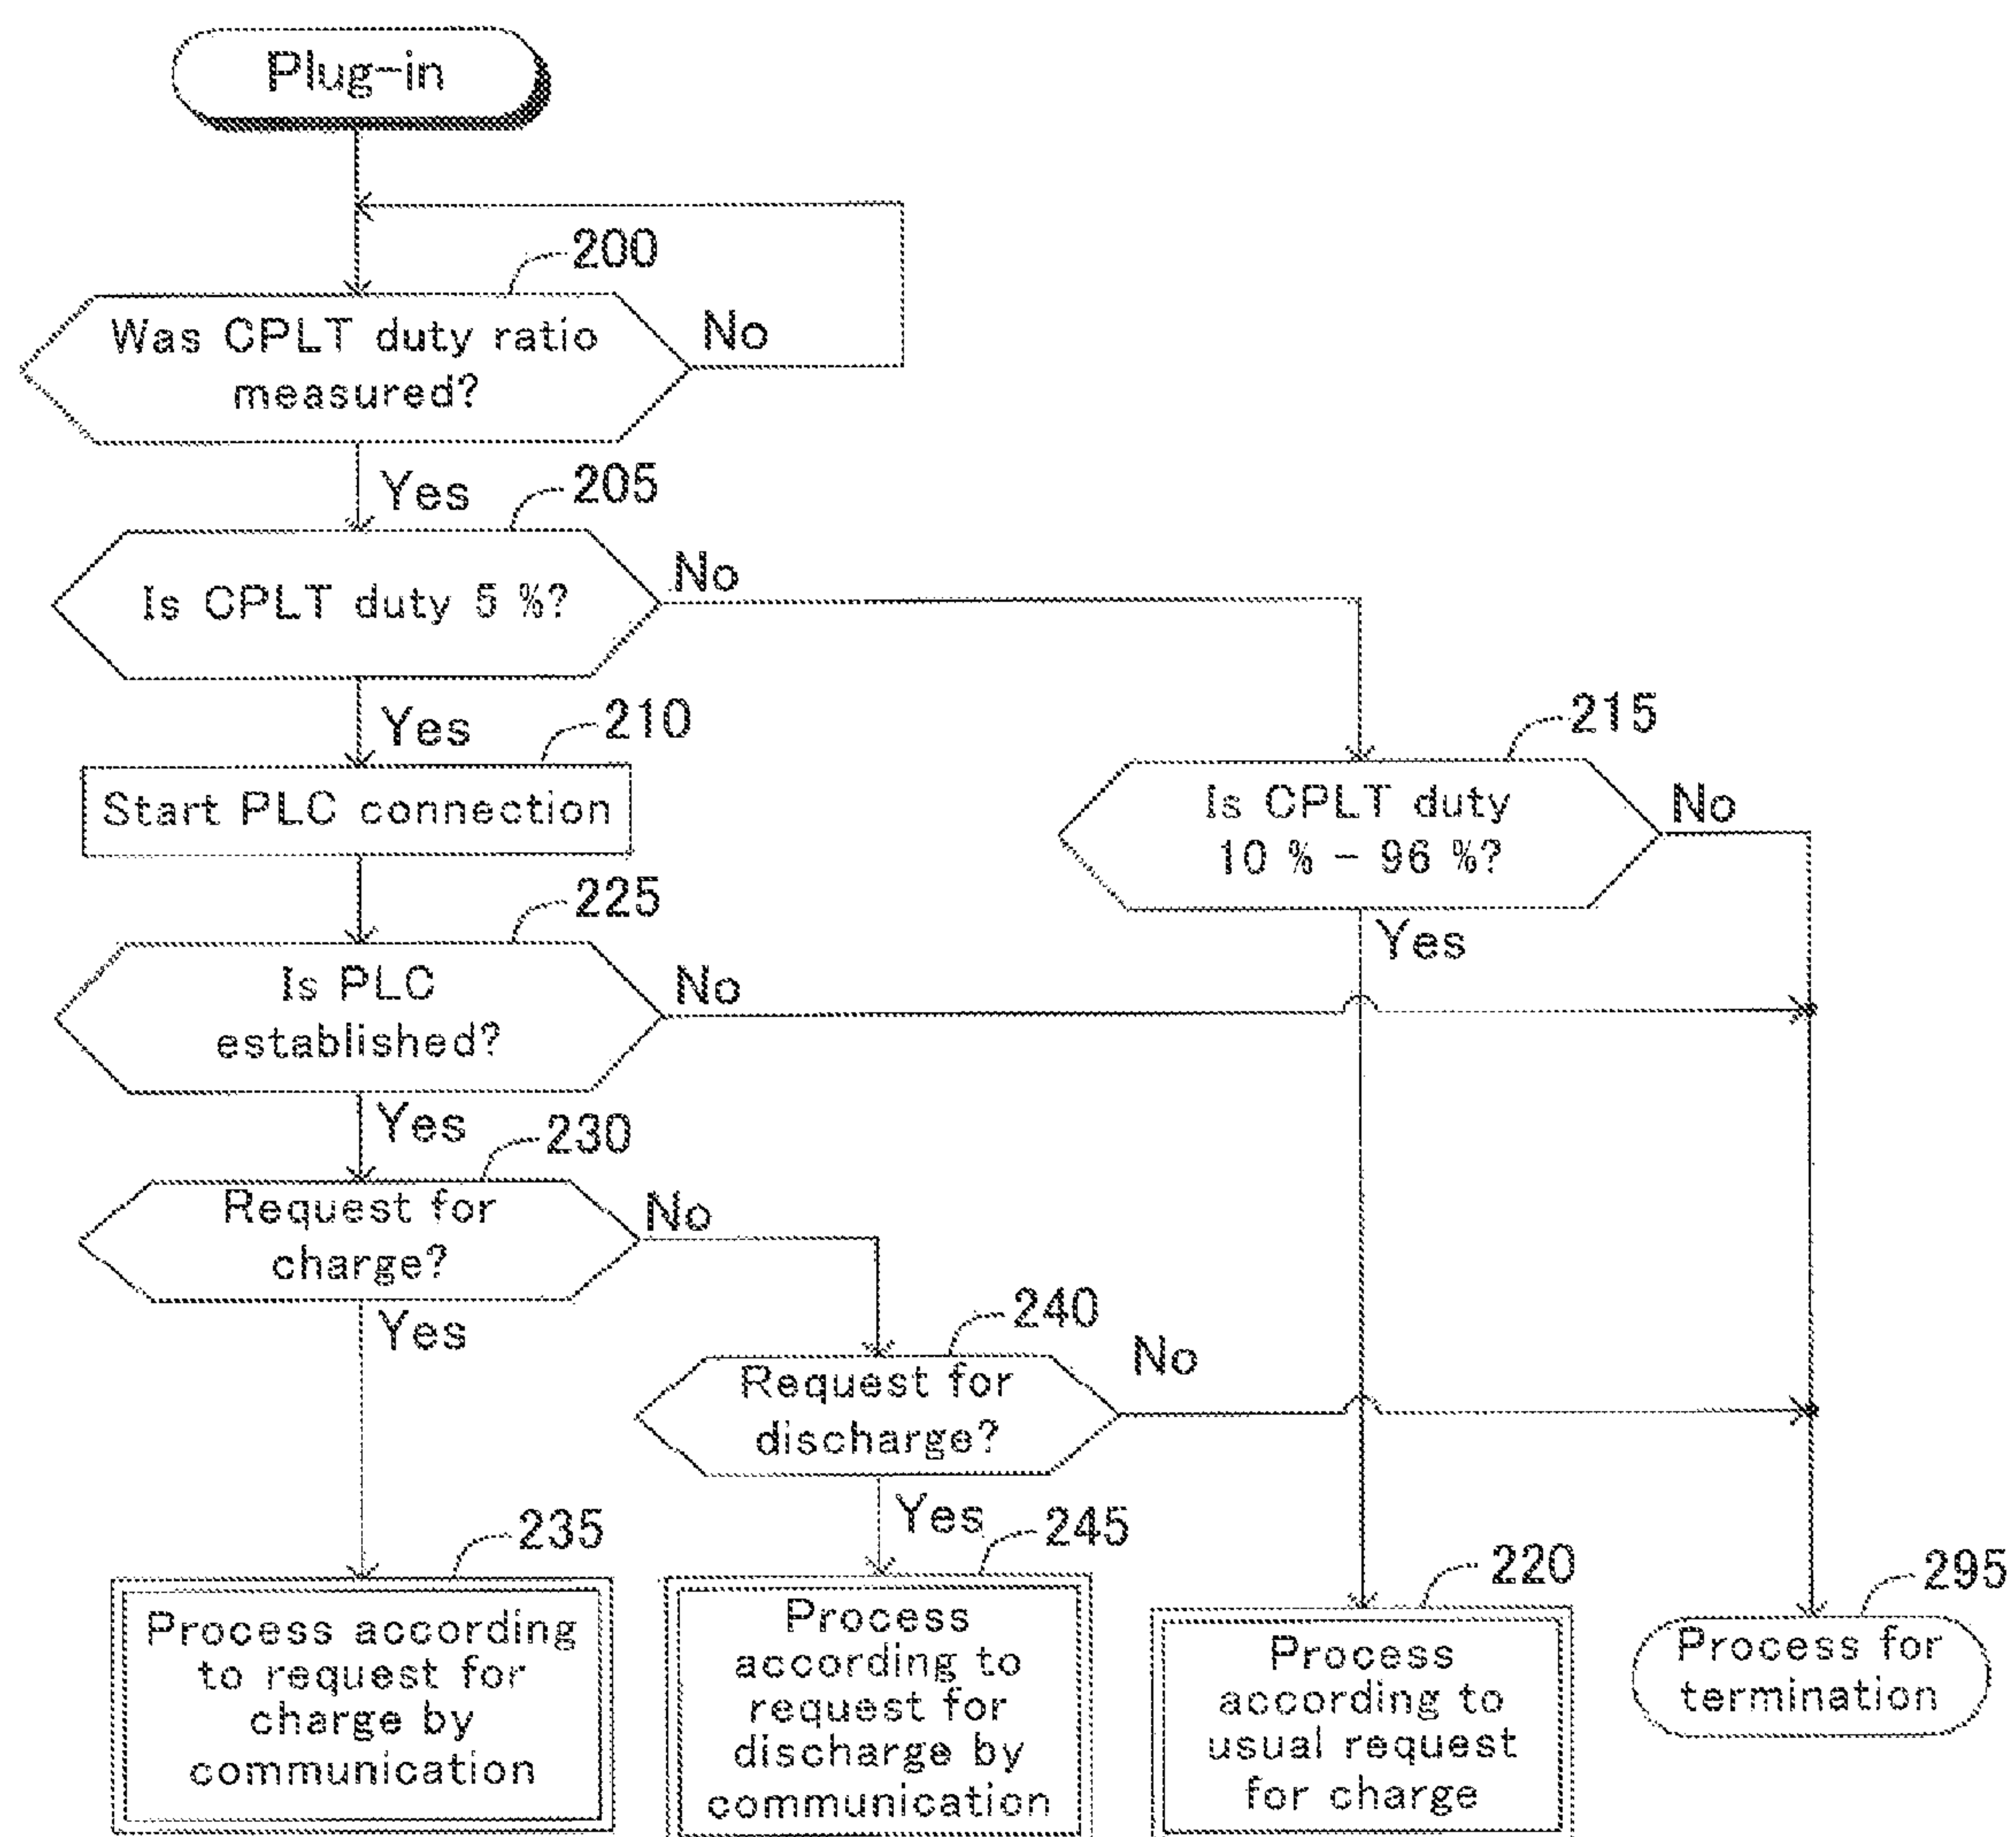 Plug-in
200
Was CPLT duty ratio
measured?
No
Yes
205
Is CPLT duty 5 %?
No
Yes
210
Start PLC connection
215
Is CPLT duty
10 % - 96 %?
No
Yes
225
Is PLC
established?
No
Yes
230
Request for
charge?
No
Yes
240
Request for
discharge?
No
Yes
235
Process according
to request for
charge by
communication
245
Process
according to
request for
discharge by
communication
220
Process
according to
usual request
for charge
295
Process for
termination